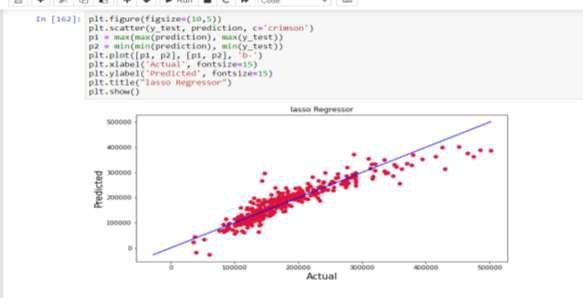 Run
Code
In [162]:
plt.figure(figsize=(10,5))
plt.scatter(y_test, prediction, c='crimson')
p1 = max(max(prediction), max(y_test))
p2 = min(min(prediction), min(y_test))
plt.plot([p1, p2], [p1, p2], 'b-')
plt.xlabel('Actual', fontsize=15)
plt.ylabel('Predicted', fontsize=15)
plt.title("lasso Regressor")
plt.show()
lasso Regressor
500000
400000
300000
200000
100000
0
Predicted
0 100000 200000 300000 400000 500000
Actual